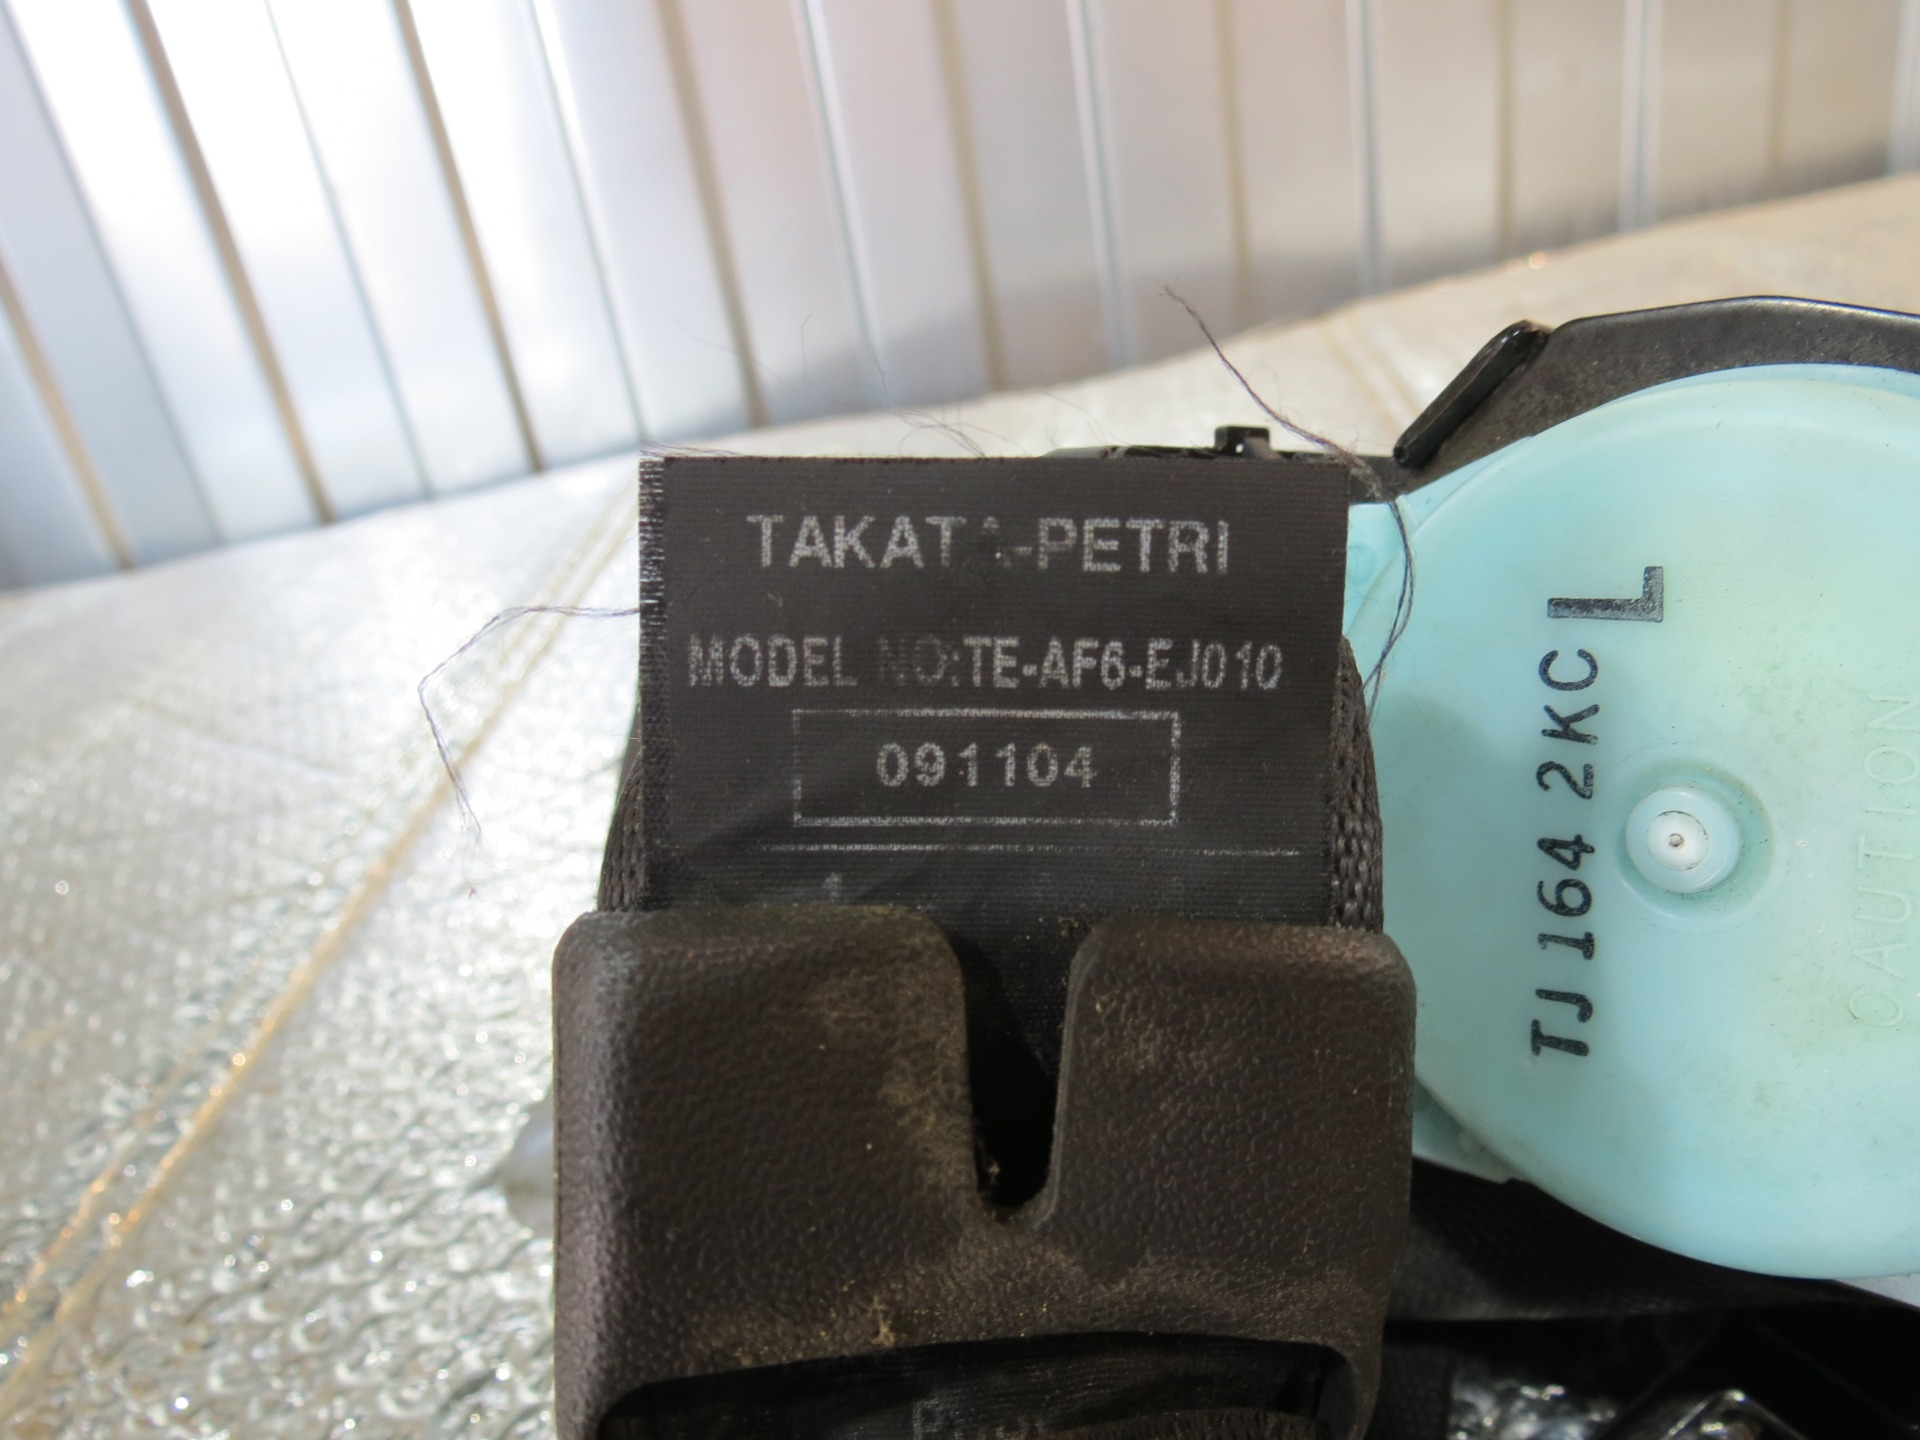 TAKATA-PETRI
MODEL NO:TE-AF6-EJ010
091104
TJ 164 2KC L
CAUTION